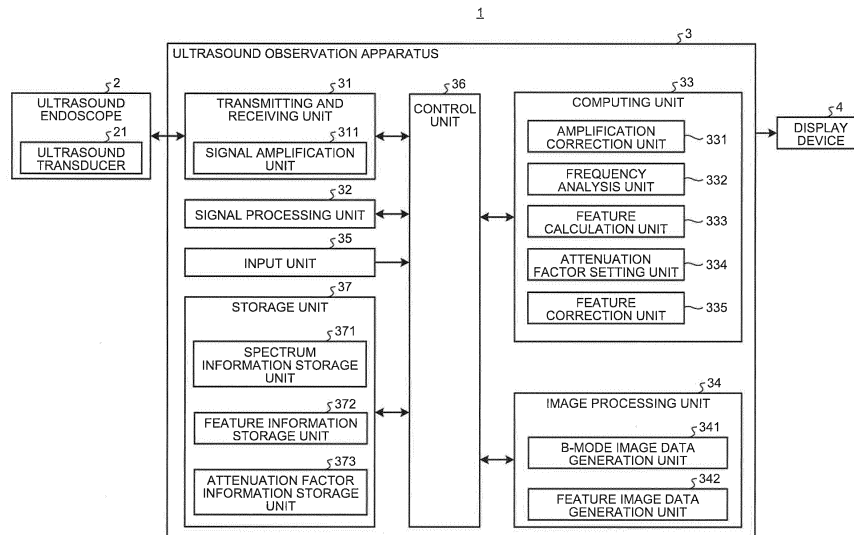 1
3
ULTRASOUND OBSERVATION APPARATUS
2
ULTRASOUND
ENDOSCOPE
21
ULTRASOUND
TRANSDUCER
31
TRANSMITTING AND
RECEIVING UNIT
311
SIGNAL AMPLIFICATION
UNIT
32
SIGNAL PROCESSING UNIT
35
INPUT UNIT
37
STORAGE UNIT
371
SPECTRUM
INFORMATION STORAGE
UNIT
372
FEATURE INFORMATION
STORAGE UNIT
373
ATTENUATION FACTOR
INFORMATION STORAGE
UNIT
36
CONTROL
UNIT
33
COMPUTING UNIT
AMPLIFICATION
CORRECTION UNIT
331
FREQUENCY
ANALYSIS UNIT
332
FEATURE
CALCULATION UNIT
333
ATTENUATION
FACTOR SETTING UNIT
334
FEATURE
CORRECTION UNIT
335
34
IMAGE PROCESSING UNIT
341
B-MODE IMAGE DATA
GENERATION UNIT
342
FEATURE IMAGE DATA
GENERATION UNIT
4
DISPLAY
DEVICE